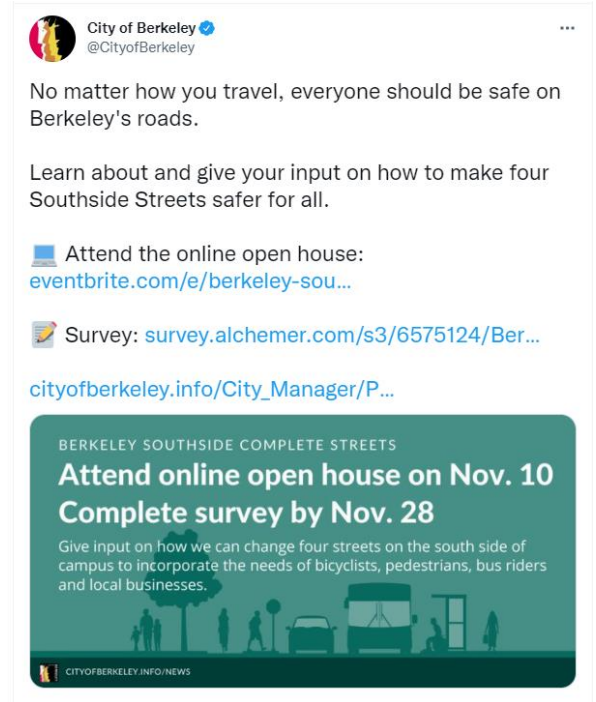 City of Berkeley
@CityofBerkeley
No matter how you travel, everyone should be safe on
Berkeley's roads.
Learn about and give your input on how to make four
Southside Streets safer for all.
💻 Attend the online open house:
eventbrite.com/e/berkeley-sou...
📝 Survey: survey.alchemer.com/s3/6575124/Ber...
cityofberkeley.info/City_Manager/P...
BERKELEY SOUTHSIDE COMPLETE STREETS
Attend online open house on Nov. 10
Complete survey by Nov. 28
Give input on how we can change four streets on the south side of
campus to incorporate the needs of bicyclists, pedestrians, bus riders
and local businesses.
CITYOFBERKELEY.INFO/NEWS